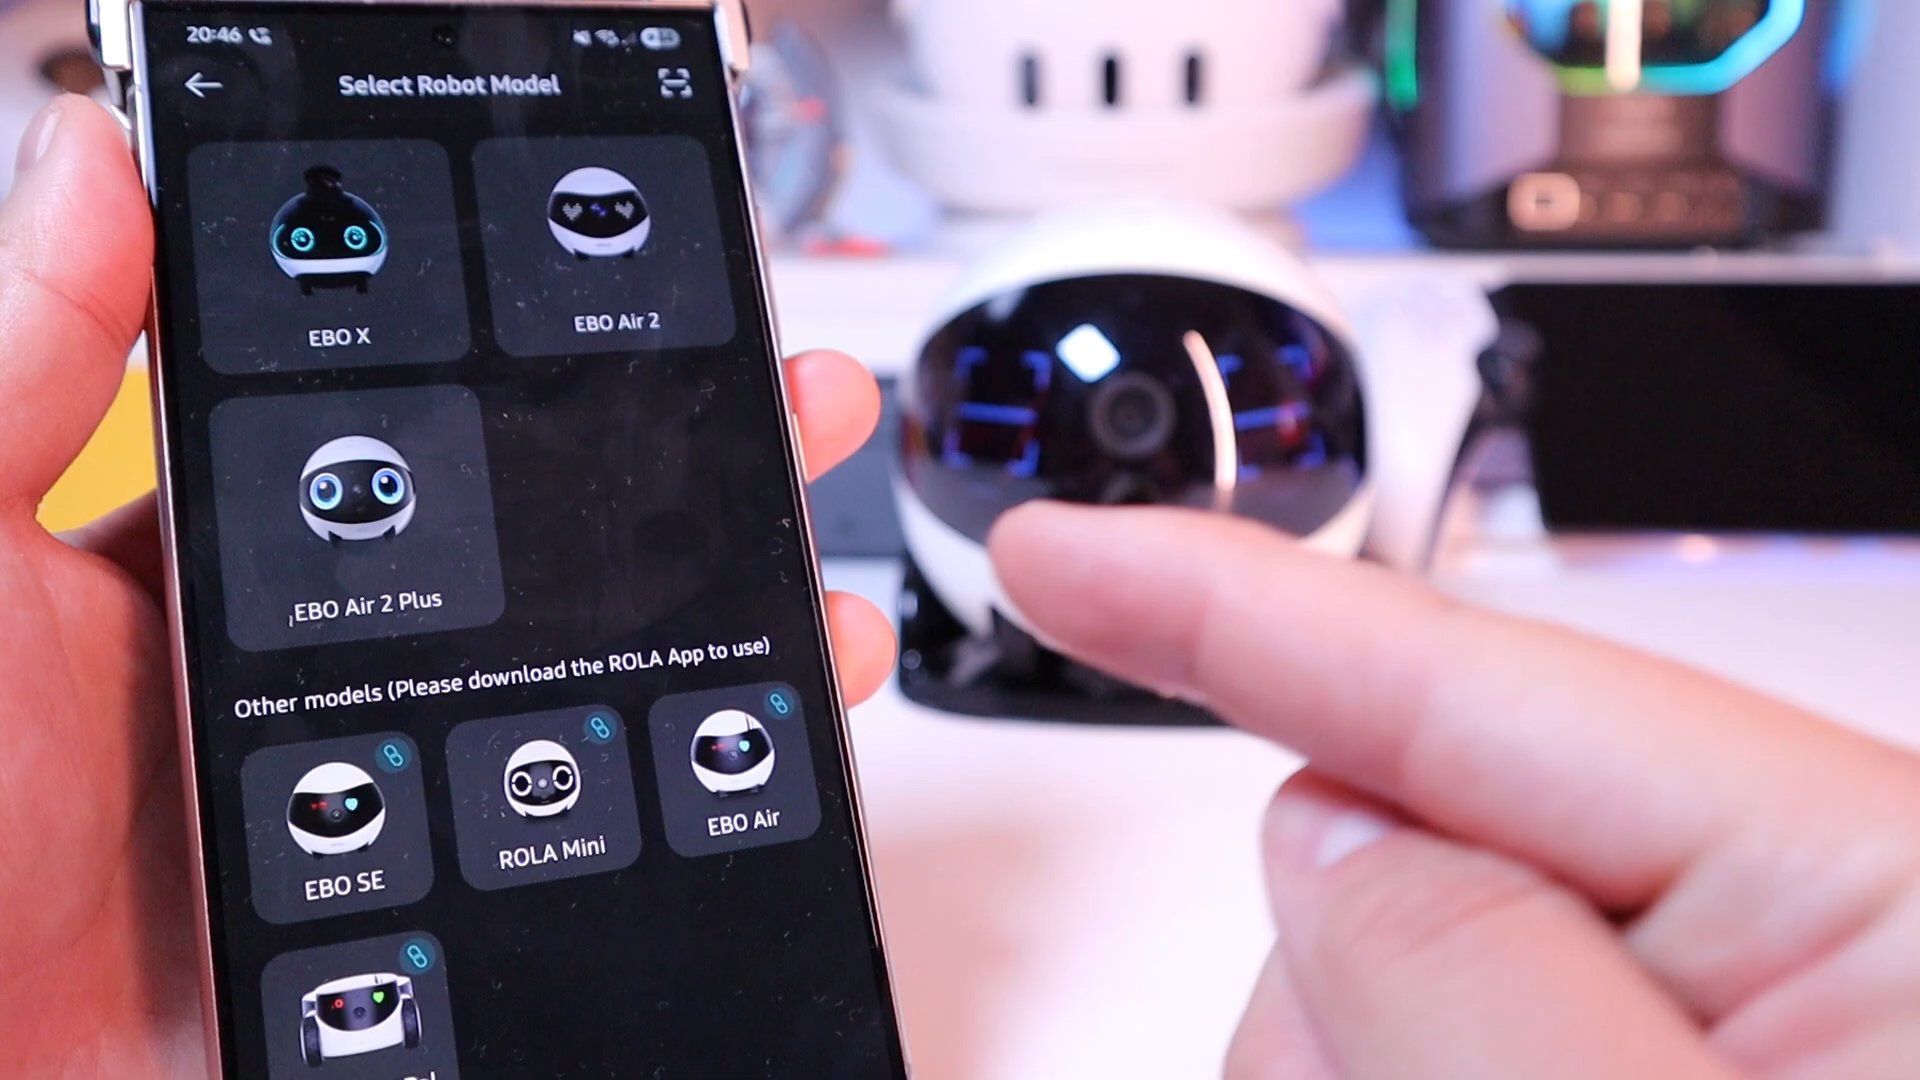 20:46
Select Robot Model
EBO X
EBO Air 2
EBO Air 2 Plus
Other models (Please download the ROLA App to use)
EBO SE
ROLA Mini
EBO Air